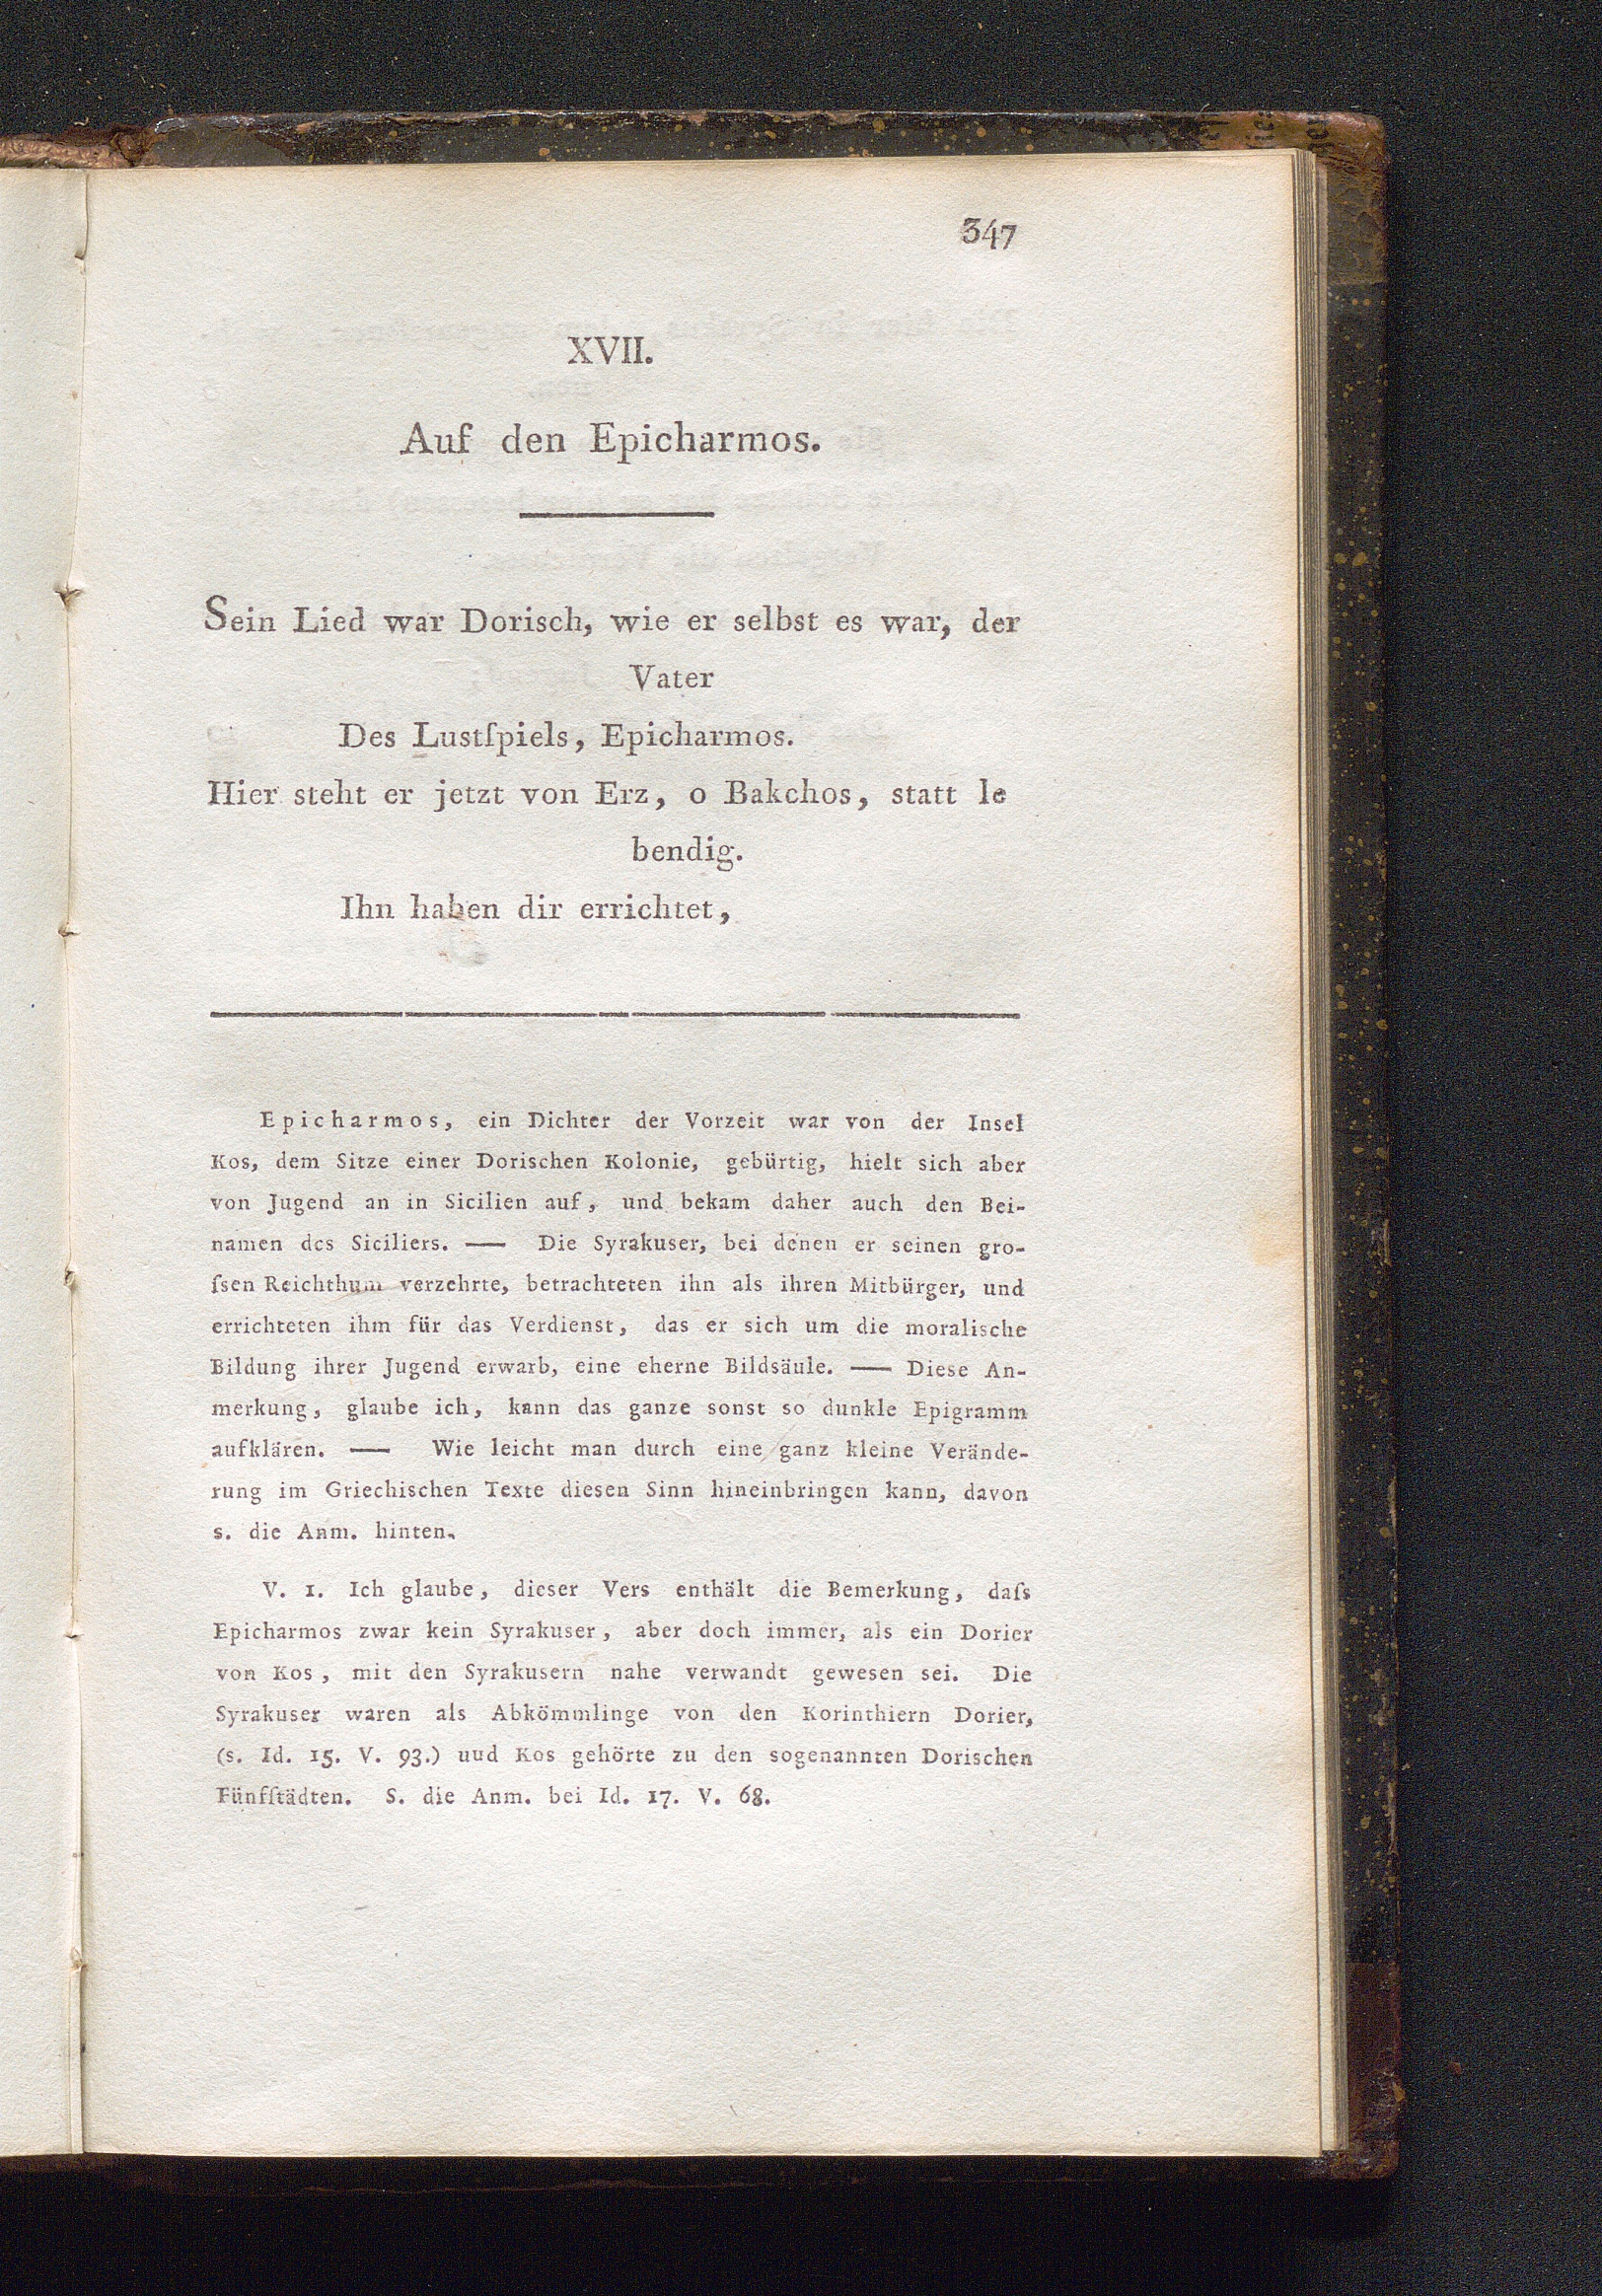 347
XVII.
Auf den Epicharmos.
Sein Lied war Dorisch, wie er selbst es war, der
Vater
Des Lustſpiels, Epicharmos.
Hier steht er jetzt von Erz, o Bakchos, statt le
bendig.
Ihn haben dir errichtet,
Epicharmos, ein Dichter der Vorzeit war von der Insel
Kos, dem Sitze einer Dorischen Kolonie, gebürtig, hielt sich aber
von Jugend an in Sicilien auf, und bekam daher auch den Bei-
namen des Siciliers. — Die Syrakuser, bei denen er seinen gro-
ſsen Reichthum verzehrte, betrachteten ihn als ihren Mitbürger, und
errichteten ihm für das Verdienst, das er sich um die moralische
Bildung ihrer Jugend erwarb, eine eherne Bildsäule. — Diese An-
merkung, glaube ich, kann das ganze sonst so dunkle Epigramm
aufklären. — Wie leicht man durch eine ganz kleine Verände-
rung im Griechischen Texte diesen Sinn hineinbringen kann, davon
s. die Anm. hinten.
V. 1. Ich glaube, dieser Vers enthält die Bemerkung, daſs
Epicharmos zwar kein Syrakuser, aber doch immer, als ein Dorier
von Kos, mit den Syrakusern nahe verwandt gewesen sei. Die
Syrakuser waren als Abkömmlinge von den Korinthiern Dorier,
(s. Id. 15. V. 93.) uud Kos gehörte zu den sogenannten Dorischen
Fünfſtädten. S. die Anm. bei Id. 17. V. 68.